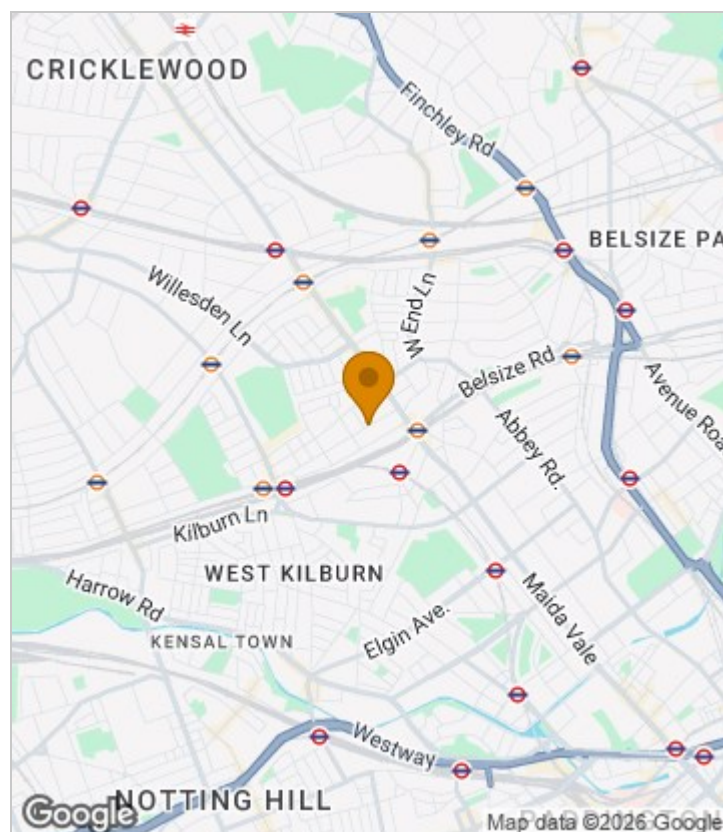 CRICKLEWOOD
Finchley Rd
BELSIZE PA
Willesden Ln
W End Ln
Belsize Rd
Avenue Roa
Abbey Rd.
Kilburn Ln
WEST KILBURN
Harrow Rd
Maida Vale
Elgin Ave.
KENSAL TOWN
Westway
NOTTING HILL
PADDINGTON
Google
Map data ©2026 Google